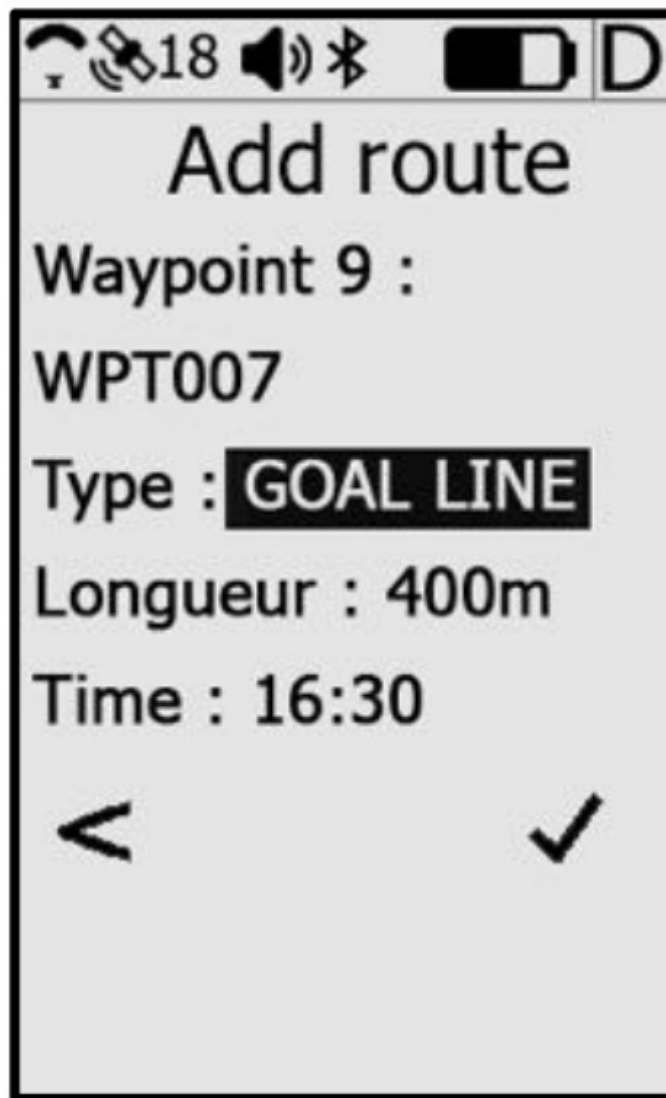 18 D
Add route
Waypoint 9 :
WPT007
Type : GOAL LINE
Longueur : 400m
Time : 16:30